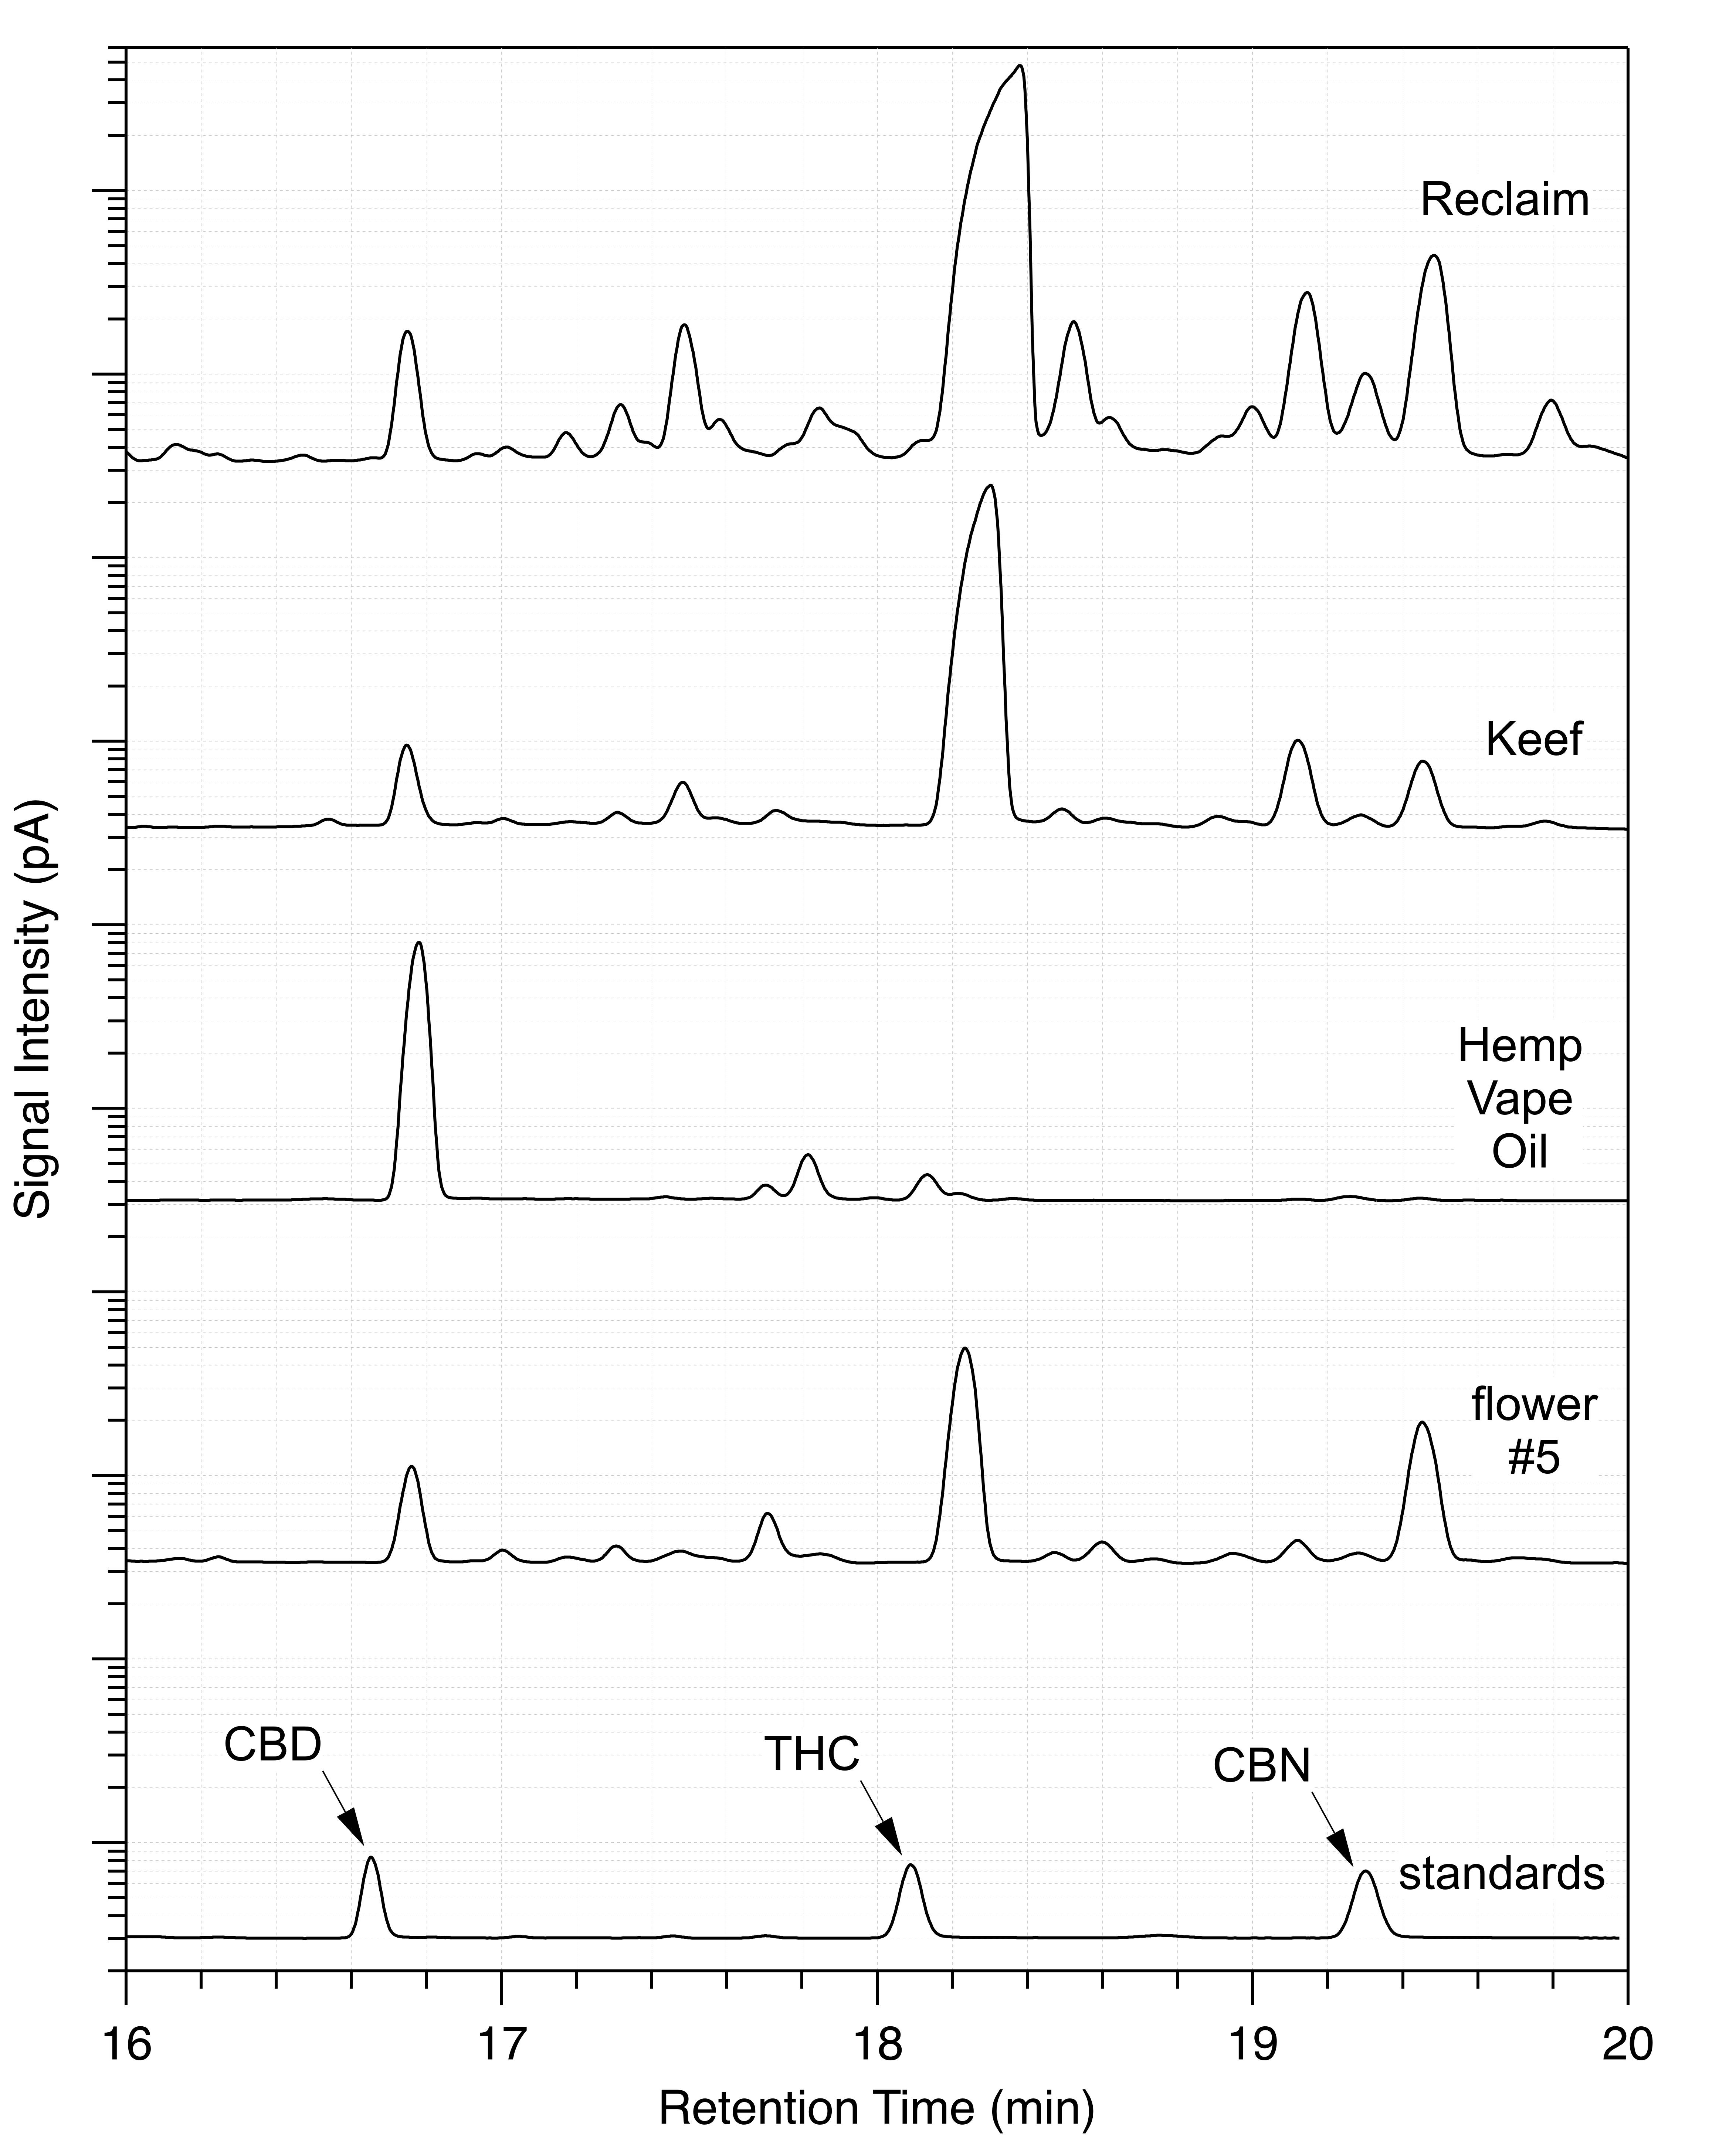 Reclaim
Keef
Hemp
Vape
Oil
flower
#5
CBD
THC
CBN
standards
Signal Intensity (pA)
16 17 18 19 20
Retention Time (min)